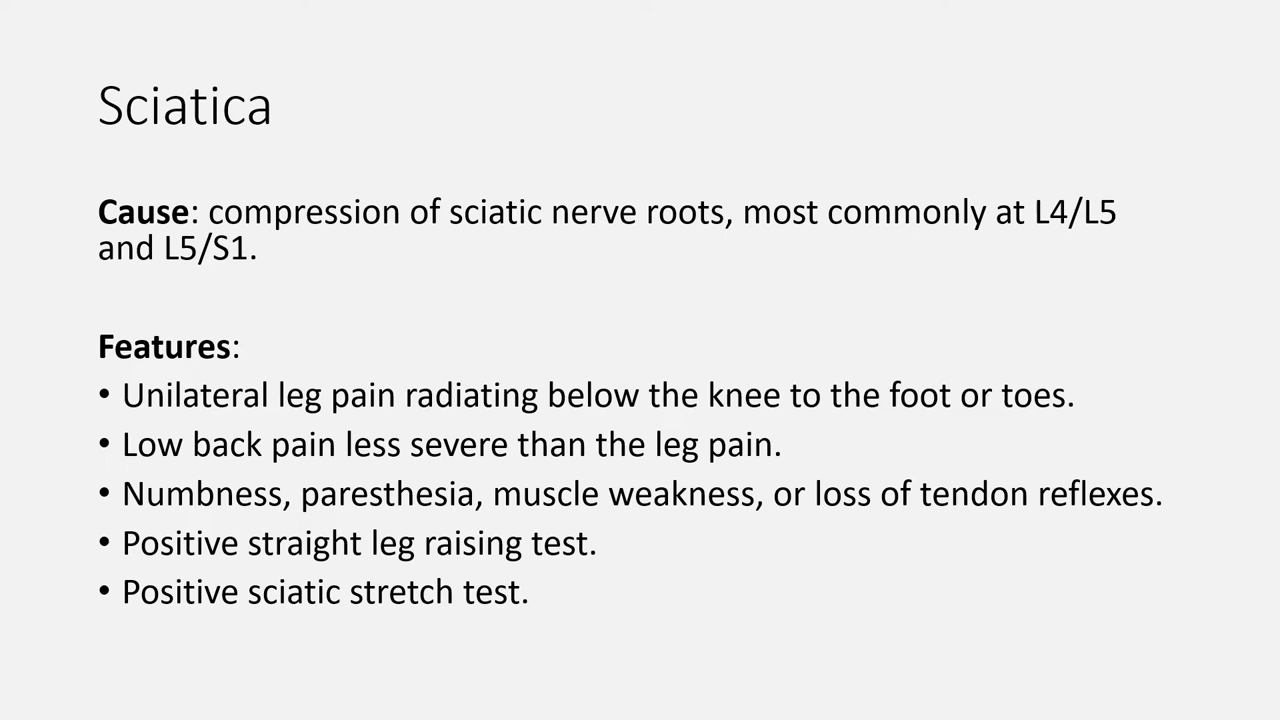 Sciatica
Cause: compression of sciatic nerve roots, most commonly at L4/L5
and L5/S1.
Features:
• Unilateral leg pain radiating below the knee to the foot or toes.
• Low back pain less severe than the leg pain.
• Numbness, paresthesia, muscle weakness, or loss of tendon reflexes.
• Positive straight leg raising test.
• Positive sciatic stretch test.